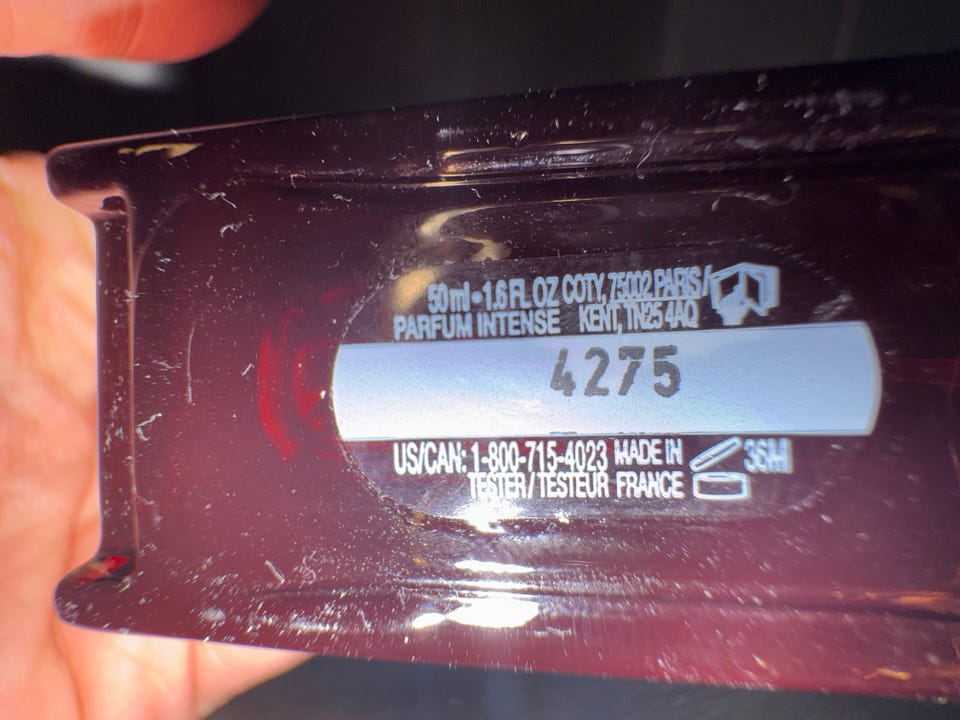 50 ml • 1.6 FL OZ COTY, 75002 PARIS /
PARFUM INTENSE KENT, TN25 4AQ
4275
US/CAN: 1-800-715-4023 MADE IN
TESTER / TESTEUR FRANCE
36M